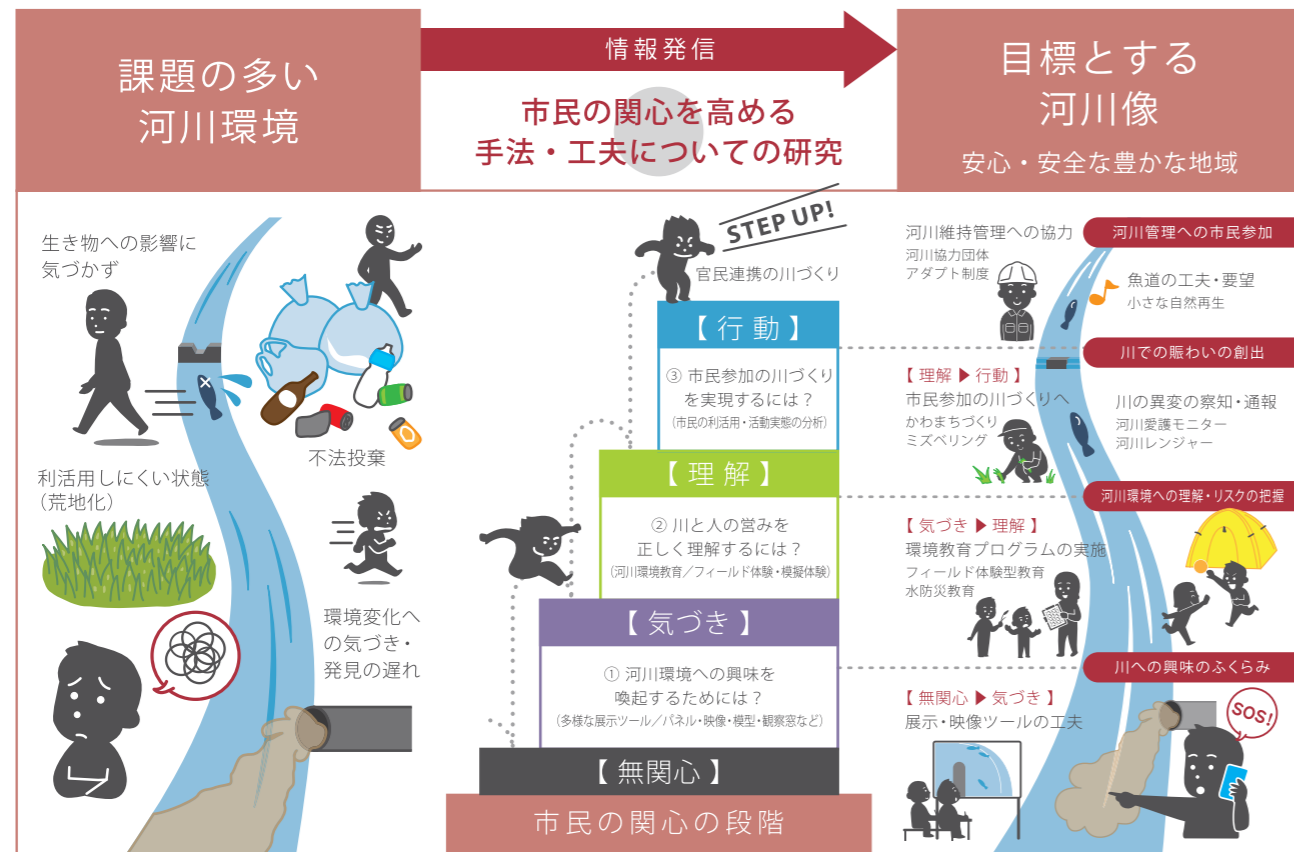 課題の多い
河川環境
情報発信
市民の関心を高める
手法・工夫についての研究
目標とする
河川像
安心・安全な豊かな地域
生き物への影響に
気づかず
不法投棄
利活用しにくい状態
（荒地化）
環境変化へ
の気づき・
発見の遅れ
STEP UP!
官民連携の川づくり
【 行動 】
③ 市民参加の川づくり
を実現するには？
（市民の利活用・活動実態の分析）
【 理解 】
② 川と人の営みを
正しく理解するには？
（河川環境教育／フィールド体験・模擬体験）
【 気づき 】
① 河川環境への興味を
喚起するためには？
（多様な展示ツール／パネル・映像・模型・観察窓など）
【 無関心 】
市民の関心の段階
河川維持管理への協力
河川協力団体
アダプト制度
河川管理への市民参加
魚道の工夫・要望
小さな自然再生
川での賑わいの創出
【 理解 ▶ 行動 】
市民参加の川づくりへ
かわまちづくり
ミズベリング
川の異変の察知・通報
河川愛護モニター
河川レンジャー
河川環境への理解・リスクの把握
【 気づき ▶ 理解 】
環境教育プログラムの実施
フィールド体験型教育
水防災教育
川への興味のふくらみ
【 無関心 ▶ 気づき 】
展示・映像ツールの工夫
SOS!